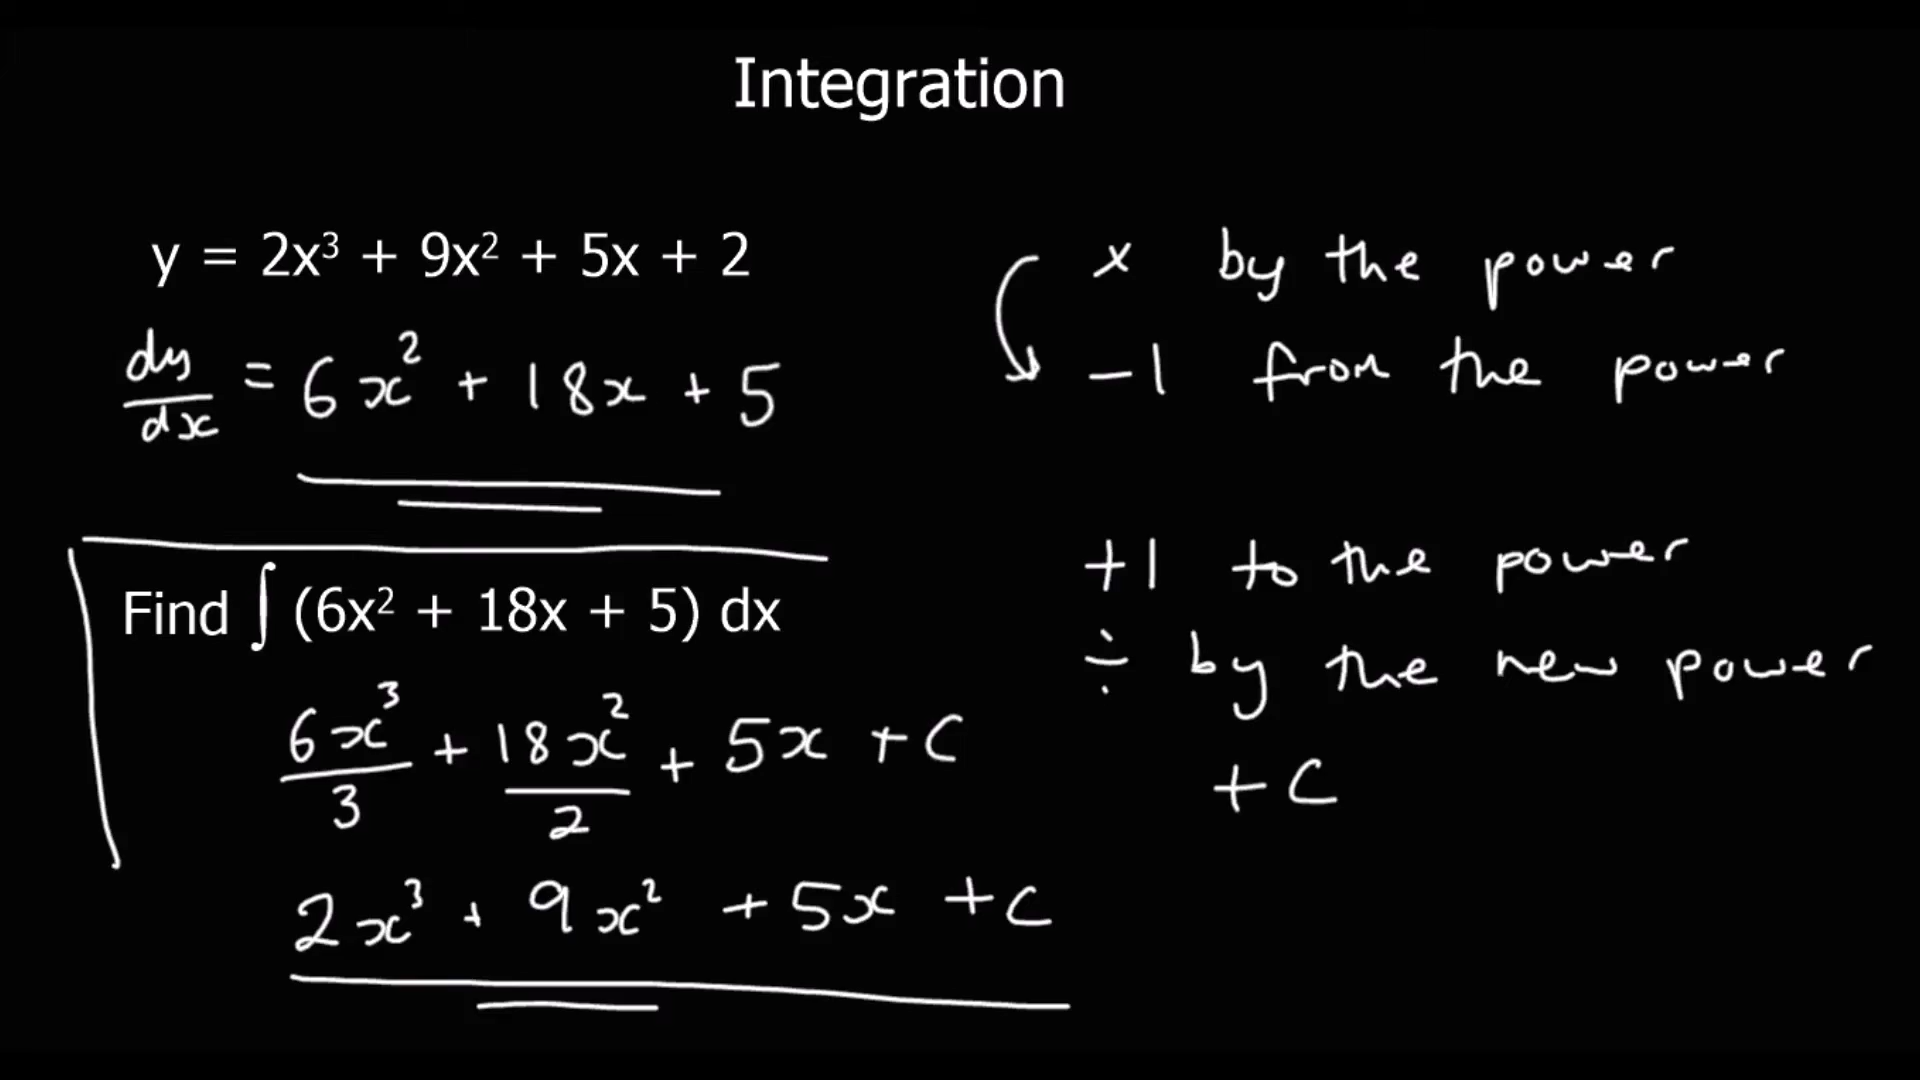 Integration
y = 2x³ + 9x² + 5x + 2
dy/dx = 6x² + 18x + 5
× by the power
-1 from the power
Find ∫ (6x² + 18x + 5) dx
6x³/3 + 18x²/2 + 5x + C
2x³ + 9x² + 5x + C
+1 to the power
÷ by the new power
+ C